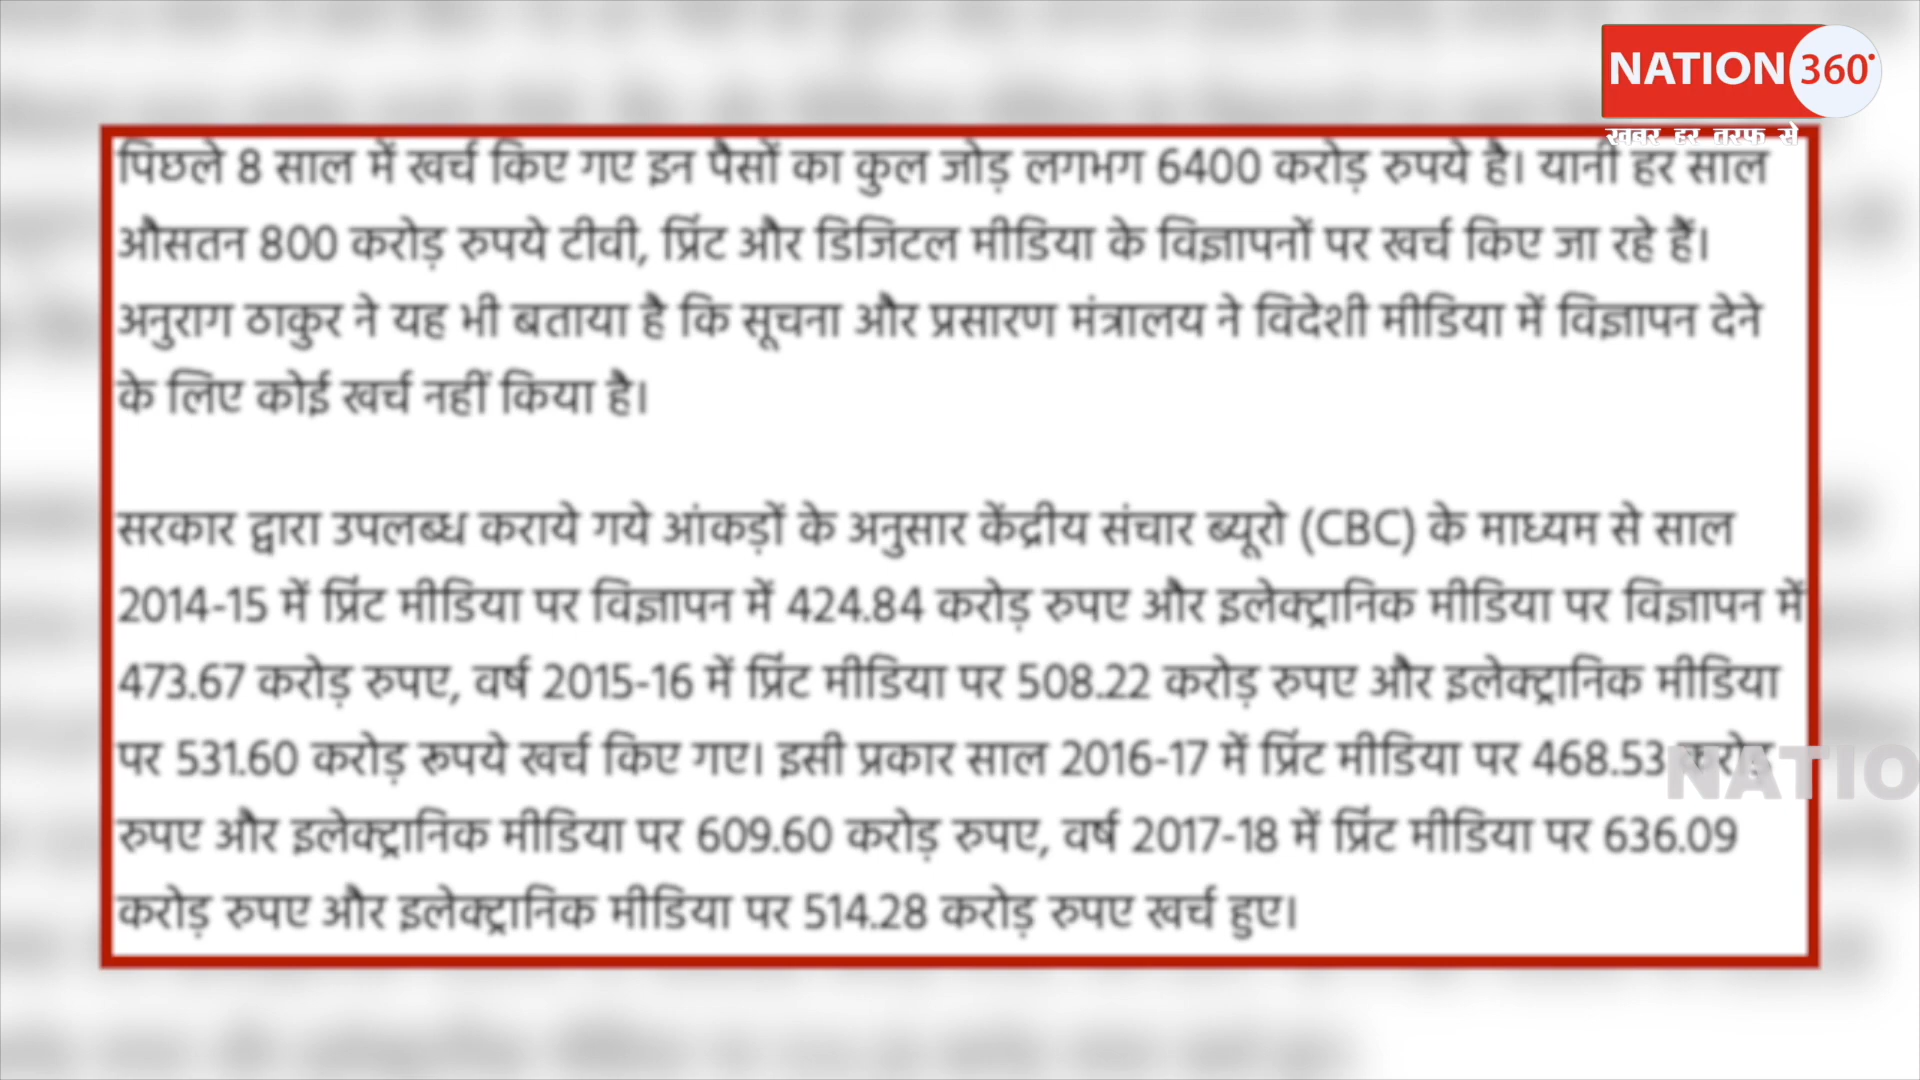 NATION 360°
खबर हर तरफ से
पिछले 8 साल में खर्च किए गए इन पैसों का कुल जोड़ लगभग 6400 करोड़ रुपये है। यानी हर साल
औसतन 800 करोड़ रुपये टीवी, प्रिंट और डिजिटल मीडिया के विज्ञापनों पर खर्च किए जा रहे हैं।
अनुराग ठाकुर ने यह भी बताया है कि सूचना और प्रसारण मंत्रालय ने विदेशी मीडिया में विज्ञापन देने
के लिए कोई खर्च नहीं किया है।
सरकार द्वारा उपलब्ध कराये गये आंकड़ों के अनुसार केंद्रीय संचार ब्यूरो (CBC) के माध्यम से साल
2014-15 में प्रिंट मीडिया पर विज्ञापन में 424.84 करोड़ रुपए और इलेक्ट्रानिक मीडिया पर विज्ञापन में
473.67 करोड़ रुपए, वर्ष 2015-16 में प्रिंट मीडिया पर 508.22 करोड़ रुपए और इलेक्ट्रानिक मीडिया
पर 531.60 करोड़ रूपये खर्च किए गए। इसी प्रकार साल 2016-17 में प्रिंट मीडिया पर 468.53 करोड़
NATIO
रुपए और इलेक्ट्रानिक मीडिया पर 609.60 करोड़ रुपए, वर्ष 2017-18 में प्रिंट मीडिया पर 636.09
करोड़ रुपए और इलेक्ट्रानिक मीडिया पर 514.28 करोड़ रुपए खर्च हुए।